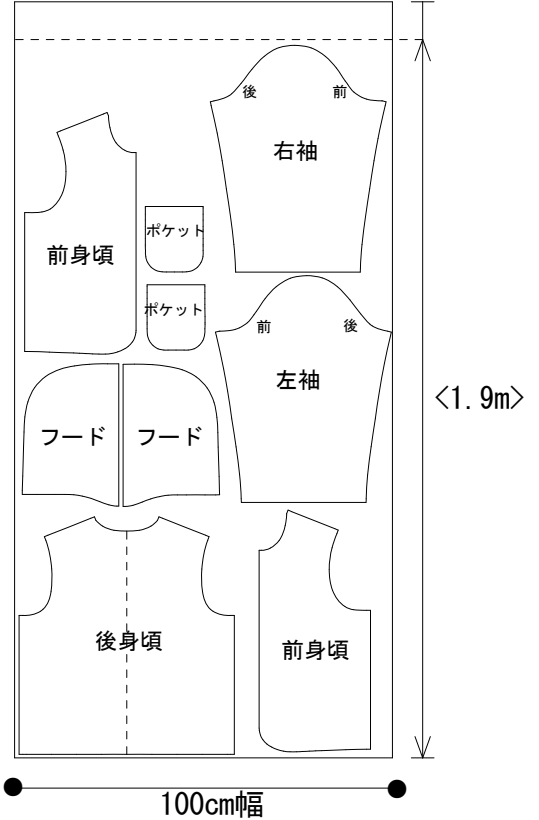 後 前
右袖
前身頃
ポケット
ポケット
前 後
左袖
<1.9m>
フード フード
後身頃
前身頃
100cm幅